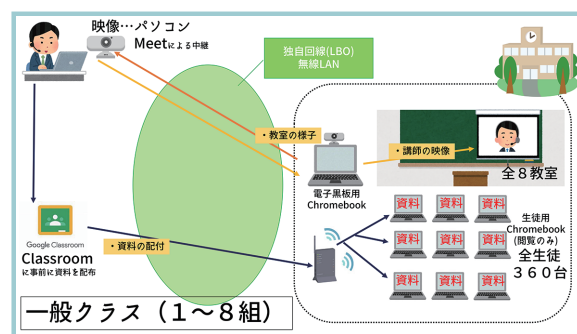 映像…パソコン
Meetによる中継
独自回線(LBO)
無線LAN
・教室の様子
・講師の映像
全８教室
電子黒板用
Chromebook
資料 資料 資料
資料 資料 資料
資料 資料 資料
生徒用
Chromebook
(閲覧のみ)
全生徒
３６０台
Google Classroom
Classroom
に事前に資料を配布
・資料の配付
一般クラス（１～８組）